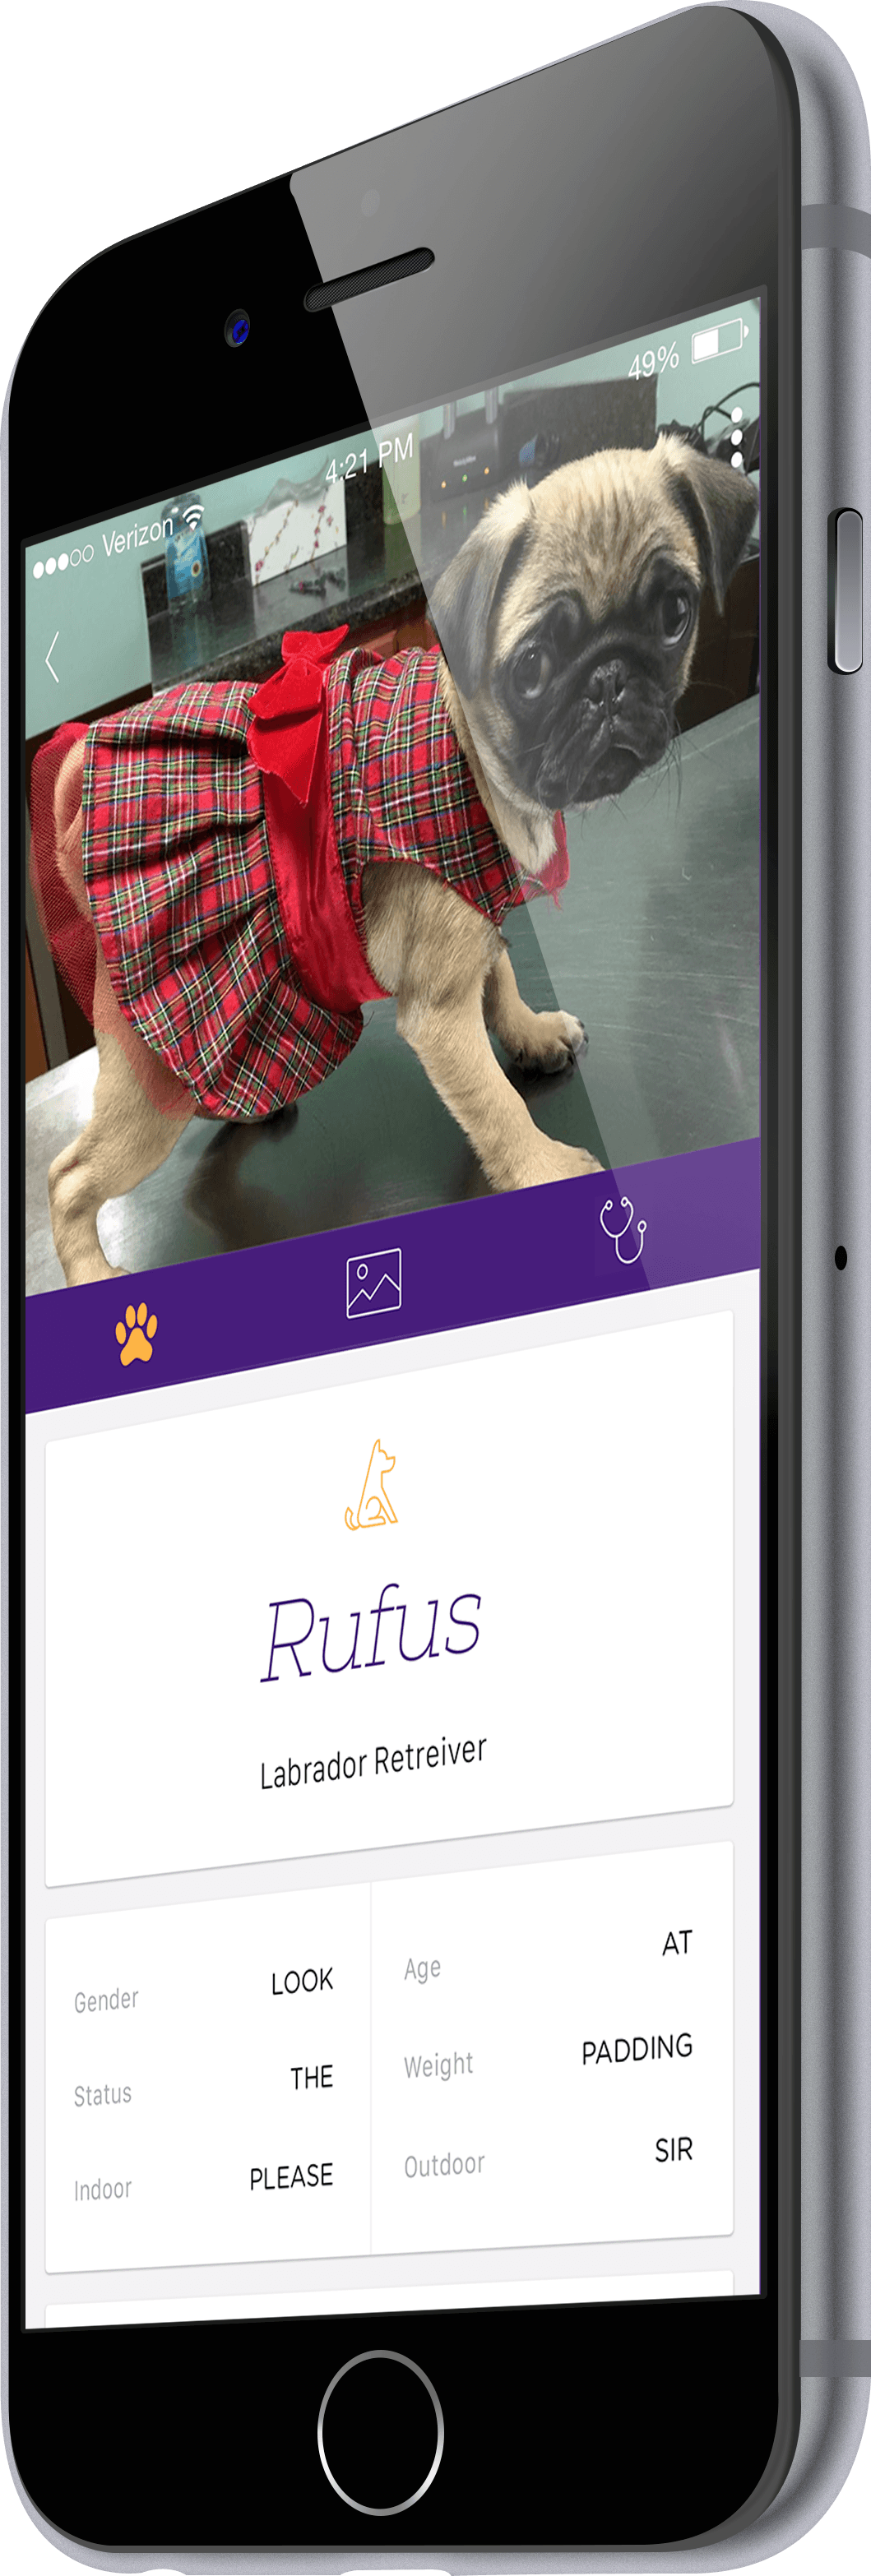 Verizon 4:21 PM 49%
Rufus
Labrador Retreiver
Gender LOOK
Age AT
Status THE
Weight PADDING
Indoor PLEASE
Outdoor SIR